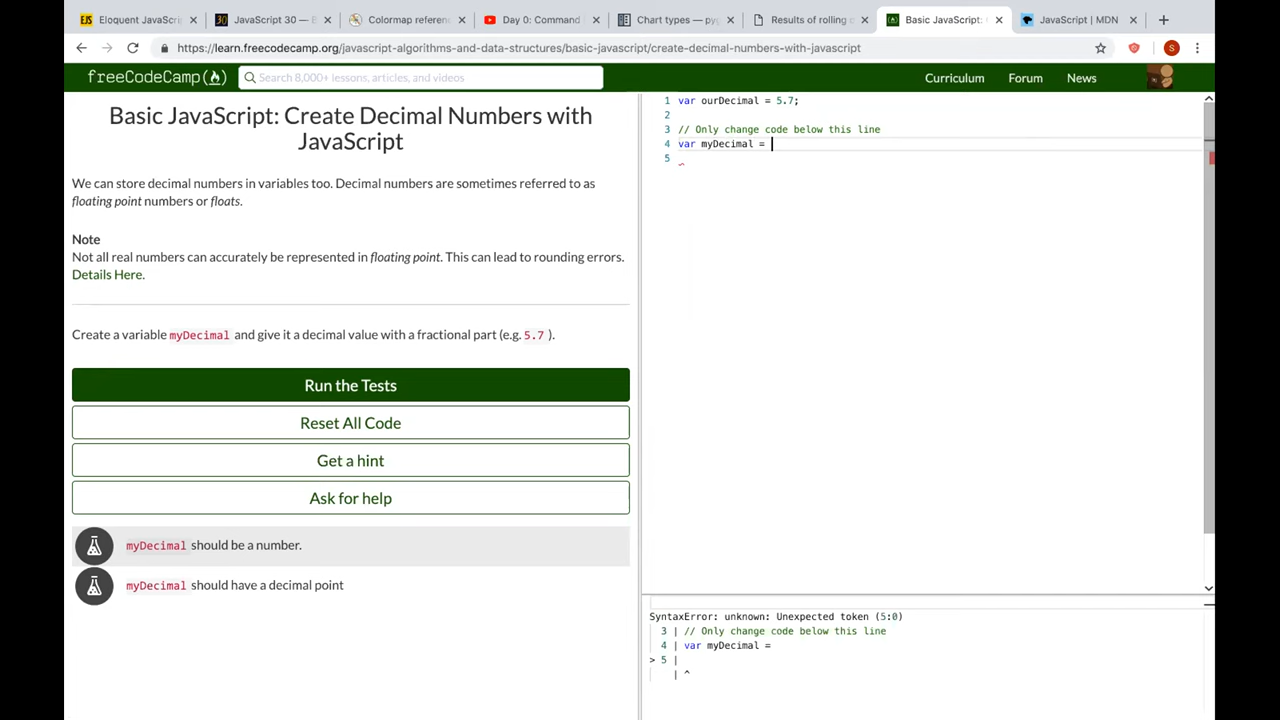 Eloquent JavaScri
JavaScript 30 —
Colormap referen
Day 0: Command
Chart types — pyg
Results of rolling
Basic JavaScript:
JavaScript | MDN
https://learn.freecodecamp.org/javascript-algorithms-and-data-structures/basic-javascript/create-decimal-numbers-with-javascript
S
freeCodeCamp
Search 8,000+ lessons, articles, and videos
Curriculum
Forum
News
Basic JavaScript: Create Decimal Numbers with
JavaScript
We can store decimal numbers in variables too. Decimal numbers are sometimes referred to as
floating point numbers or floats.
Note
Not all real numbers can accurately be represented in floating point. This can lead to rounding errors.
Details Here.
Create a variable myDecimal and give it a decimal value with a fractional part (e.g. 5.7 ).
Run the Tests
Reset All Code
Get a hint
Ask for help
myDecimal should be a number.
myDecimal should have a decimal point
1 var ourDecimal = 5.7;
2
3 // Only change code below this line
4 var myDecimal =
5
SyntaxError: unknown: Unexpected token (5:0)
3 | // Only change code below this line
4 | var myDecimal =
> 5 |
| ^